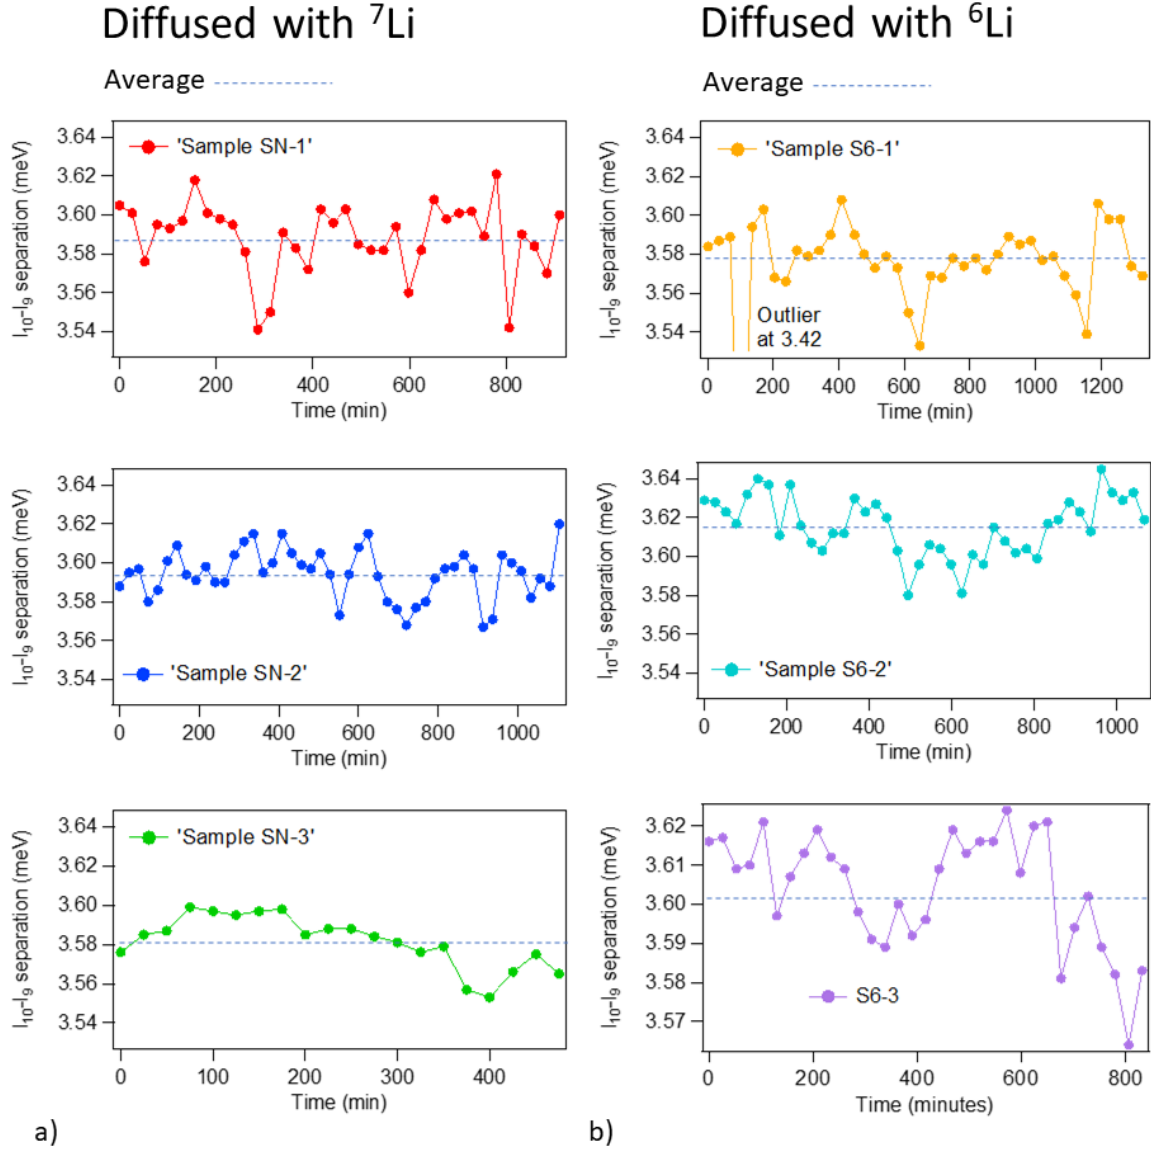 Diffused with ⁷Li
Average
I₁₀-I₉ separation (meV)
3.64
3.62
3.60
3.58
3.56
3.54
'Sample SN-1'
0 200 400 600 800
Time (min)
I₁₀-I₉ separation (meV)
3.64
3.62
3.60
3.58
3.56
3.54
'Sample SN-2'
0 200 400 600 800 1000
Time (min)
I₁₀-I₉ separation (meV)
3.64
3.62
3.60
3.58
3.56
3.54
'Sample SN-3'
0 100 200 300 400
Time (min)
a)
Diffused with ⁶Li
Average
I₁₀-I₉ separation (meV)
3.64
3.62
3.60
3.58
3.56
3.54
'Sample S6-1'
Outlier
at 3.42
0 200 400 600 800 1000 1200
Time (min)
I₁₀-I₉ separation (meV)
3.64
3.62
3.60
3.58
3.56
3.54
'Sample S6-2'
0 200 400 600 800 1000
Time (min)
I₁₀-I₉ separation (meV)
3.62
3.61
3.60
3.59
3.58
3.57
S6-3
0 200 400 600 800
Time (minutes)
b)